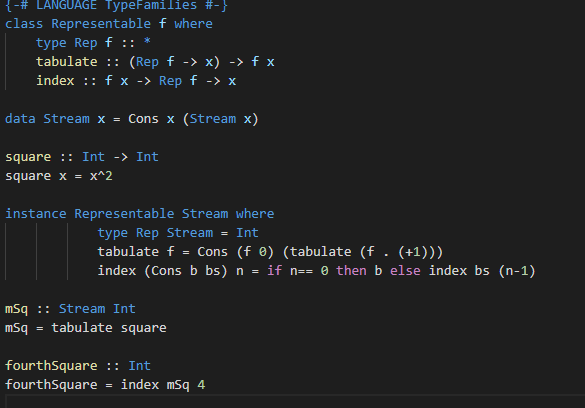 {-# LANGUAGE TypeFamilies #-}
class Representable f where
    type Rep f :: *
    tabulate :: (Rep f -> x) -> f x
    index :: f x -> Rep f -> x
data Stream x = Cons x (Stream x)
square :: Int -> Int
square x = x^2
instance Representable Stream where
            type Rep Stream = Int
            tabulate f = Cons (f 0) (tabulate (f . (+1)))
            index (Cons b bs) n = if n== 0 then b else index bs (n-1)
mSq :: Stream Int
mSq = tabulate square
fourthSquare :: Int
fourthSquare = index mSq 4